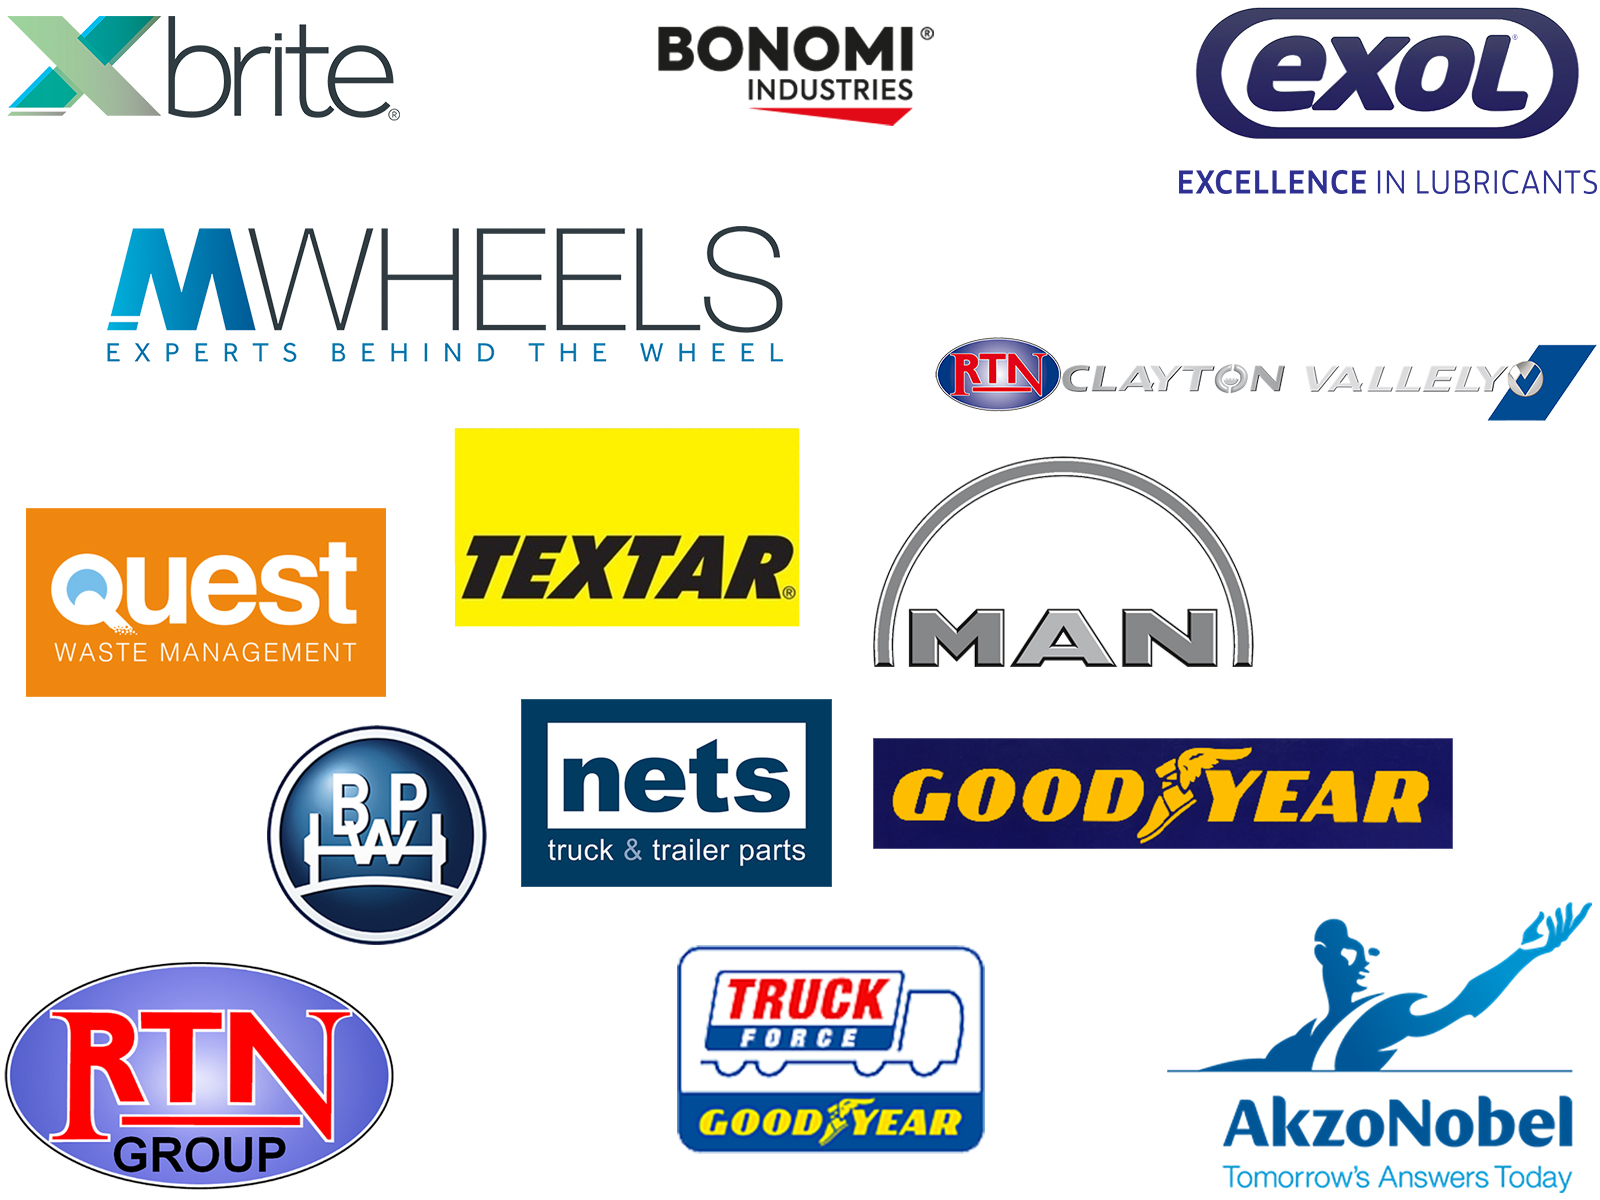 Xbrite®
BONOMI®
INDUSTRIES
exol®
EXCELLENCE IN LUBRICANTS
MWHEELS
EXPERTS BEHIND THE WHEEL
RTN CLAYTON VALLELY
TEXTAR®
Quest
WASTE MANAGEMENT
MAN
BPW
nets
truck & trailer parts
GOODYEAR
RTN
GROUP
TRUCK
FORCE
GOODYEAR
AkzoNobel
Tomorrow's Answers Today